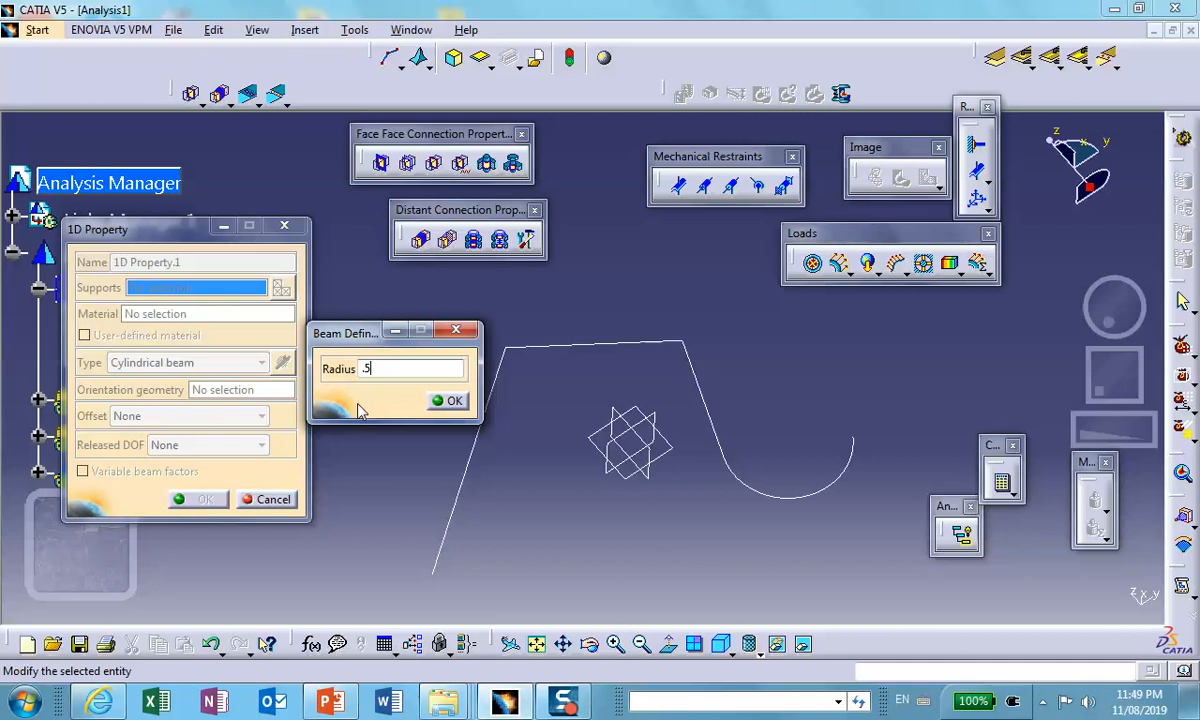 CATIA V5 - [Analysis1]
Start ENOVIA V5 VPM File Edit View Insert Tools Window Help
Face Face Connection Propert...
Mechanical Restraints
Image
R...
z x y
Analysis Manager
Distant Connection Prop...
Loads
1D Property
Name 1D Property.1
Supports
Material No selection
User-defined material
Type Cylindrical beam
Orientation geometry No selection
Offset None
Released DOF None
Variable beam factors
OK Cancel
Beam Defin...
Radius .5
OK
C...
M...
An...
z x y
f(x)
CATIA
Modify the selected entity
EN 100% 11:49 PM
11/08/2019